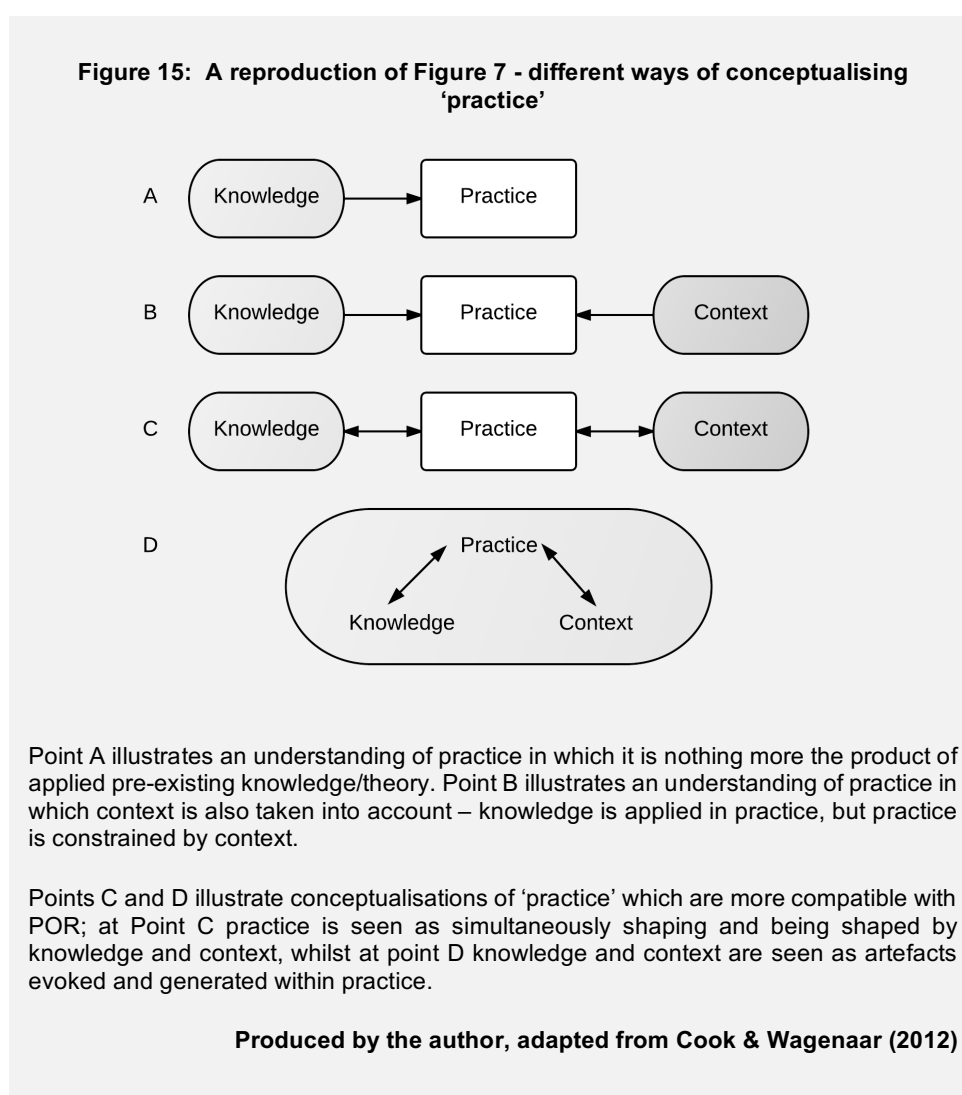 Figure 15:  A reproduction of Figure 7 - different ways of conceptualising
‘practice’
A Knowledge Practice
B Knowledge Practice Context
C Knowledge Practice Context
D Practice
Knowledge Context
Point A illustrates an understanding of practice in which it is nothing more the product of
applied pre-existing knowledge/theory. Point B illustrates an understanding of practice in
which context is also taken into account – knowledge is applied in practice, but practice
is constrained by context.
Points C and D illustrate conceptualisations of ‘practice’ which are more compatible with
POR; at Point C practice is seen as simultaneously shaping and being shaped by
knowledge and context, whilst at point D knowledge and context are seen as artefacts
evoked and generated within practice.
Produced by the author, adapted from Cook & Wagenaar (2012)